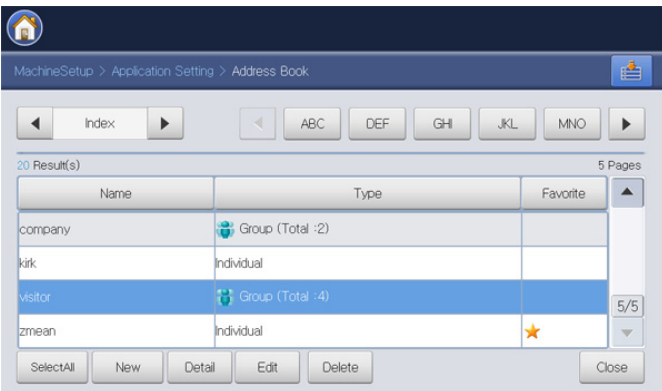 MachineSetup > Application Setting > Address Book
Index ABC DEF GHI JKL MNO
20 Result(s) 5 Pages
Name Type Favorite
company Group (Total :2)
kirk Individual
visitor Group (Total :4)
5/5
zmean Individual
SelectAll New Detail Edit Delete Close